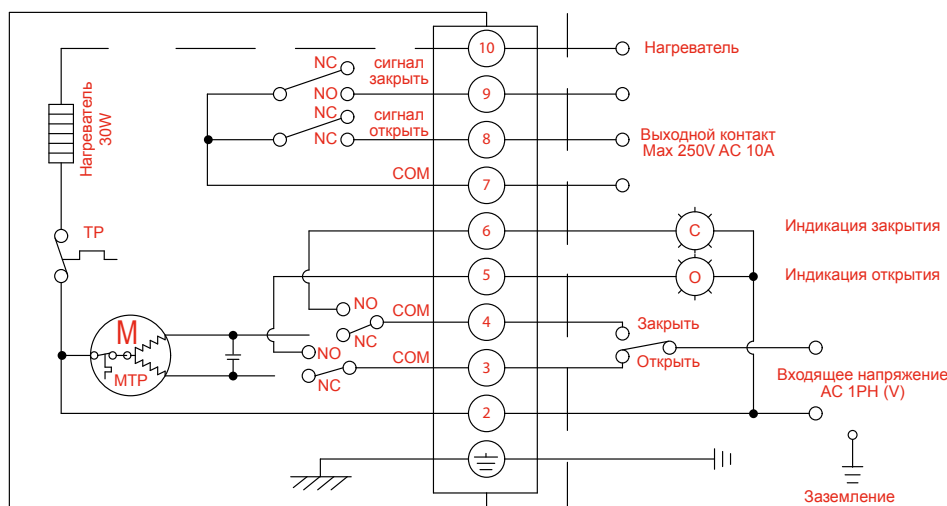 10
Нагреватель
NC
сигнал
закрыть
NO
9
NC
сигнал
открыть
NC
8
Выходной контакт
Max 250V AC 10A
COM
7
Нагреватель
30W
TP
6
C
Индикация закрытия
5
O
Индикация открытия
NO
COM
4
Закрыть
NC
M
MTP
NO
COM
3
Открыть
NC
Входящее напряжение
AC 1PH (V)
2
Заземление